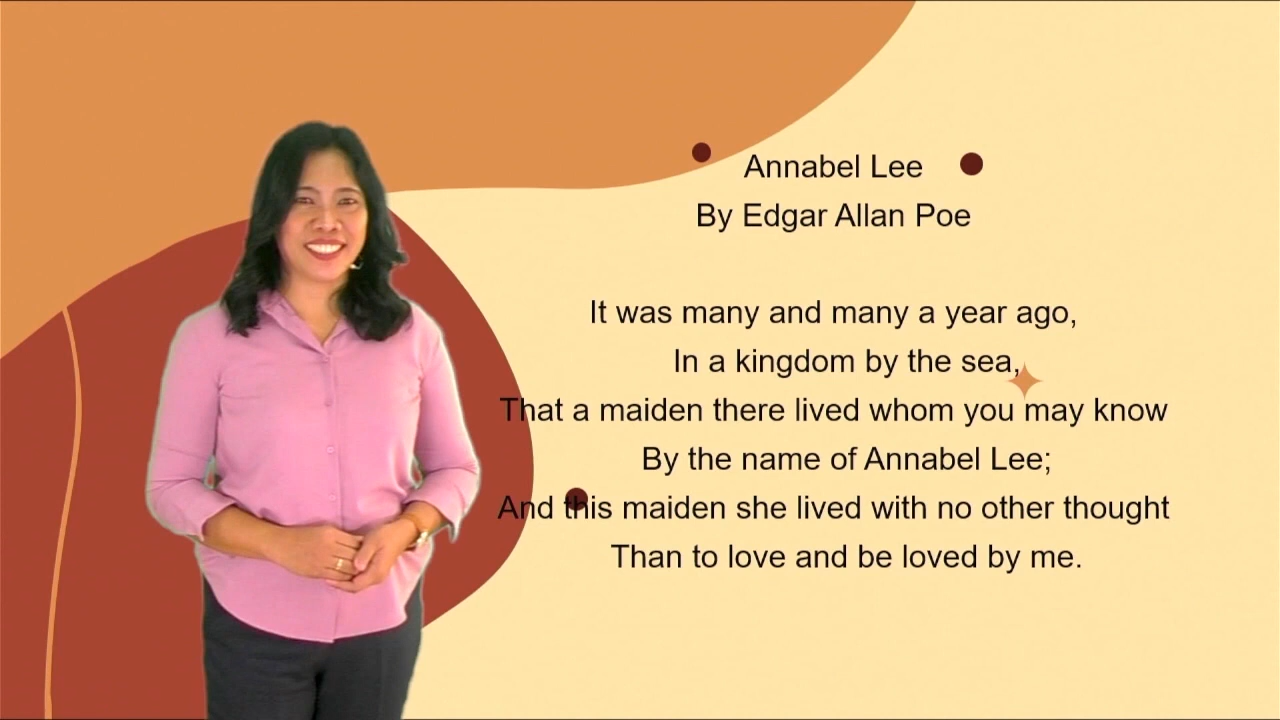 Annabel Lee
By Edgar Allan Poe
It was many and many a year ago,
In a kingdom by the sea,
That a maiden there lived whom you may know
By the name of Annabel Lee;
And this maiden she lived with no other thought
Than to love and be loved by me.